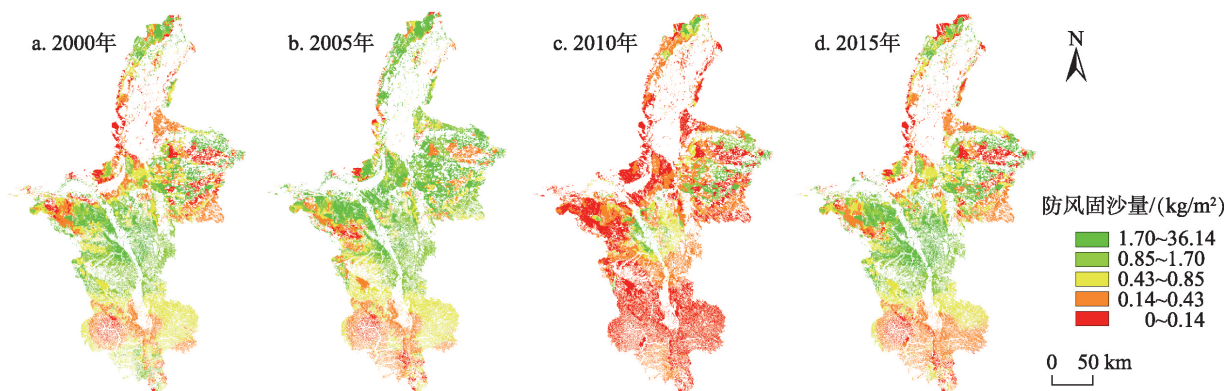 a. 2000年
b. 2005年
c. 2010年
d. 2015年
N
防风固沙量/(kg/m²)
1.70~36.14
0.85~1.70
0.43~0.85
0.14~0.43
0~0.14
0 50 km